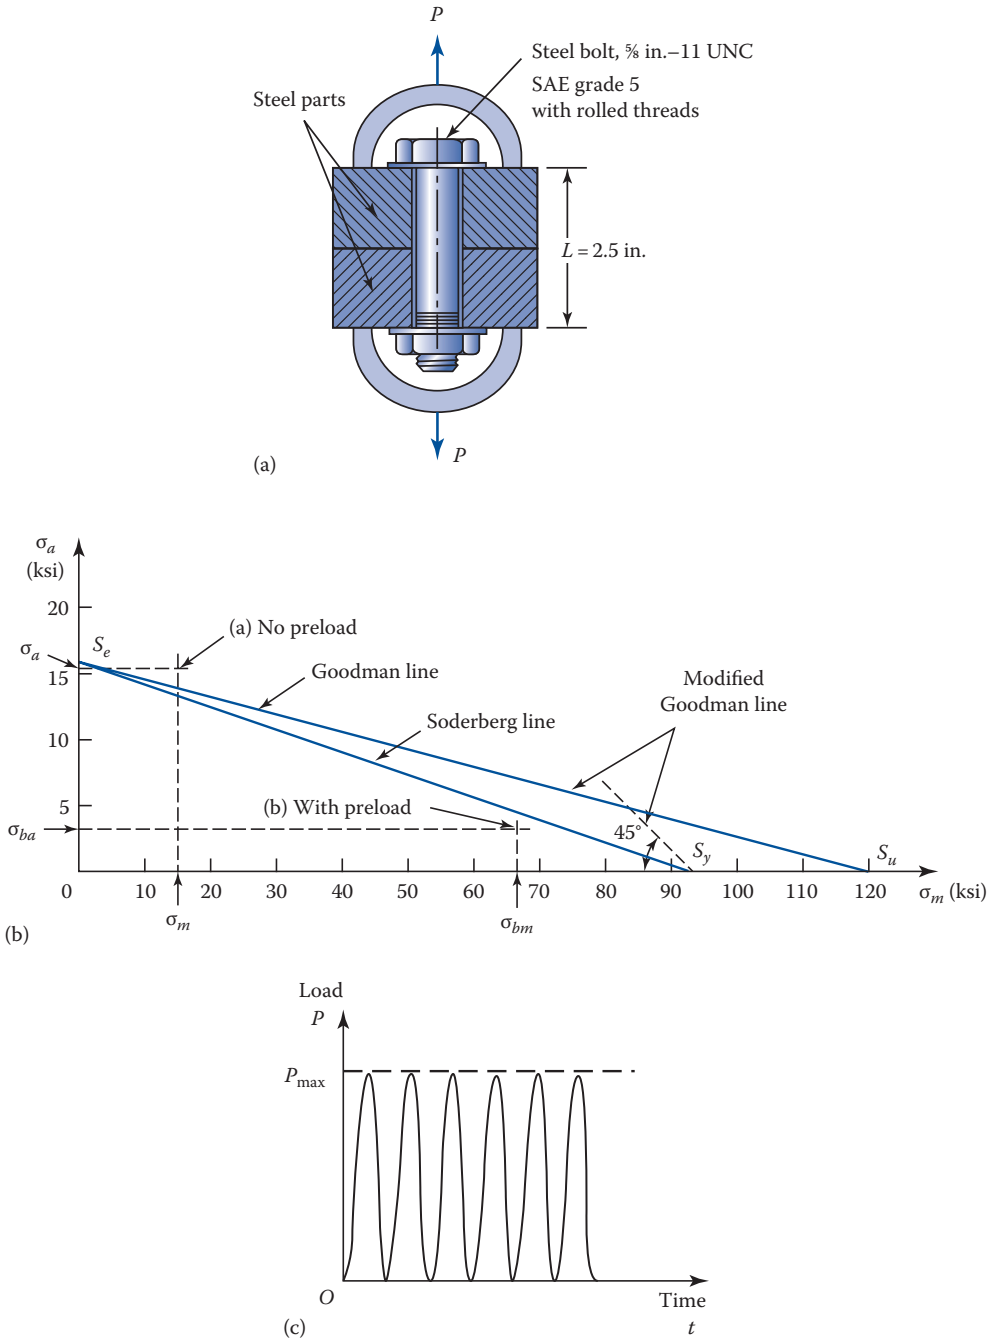 P
Steel bolt, ⅝ in.–11 UNC
SAE grade 5
with rolled threads
Steel parts
L = 2.5 in.
P
(a)
σa
(ksi)
20
15
10
5
0
σa
Se
(a) No preload
Goodman line
Soderberg line
Modified
Goodman line
(b) With preload
σba
45°
Sy
Su
10 20 30 40 50 60 70 80 90 100 110 120 σm (ksi)
σm
σbm
(b)
Load
P
Pmax
O
Time
t
(c)